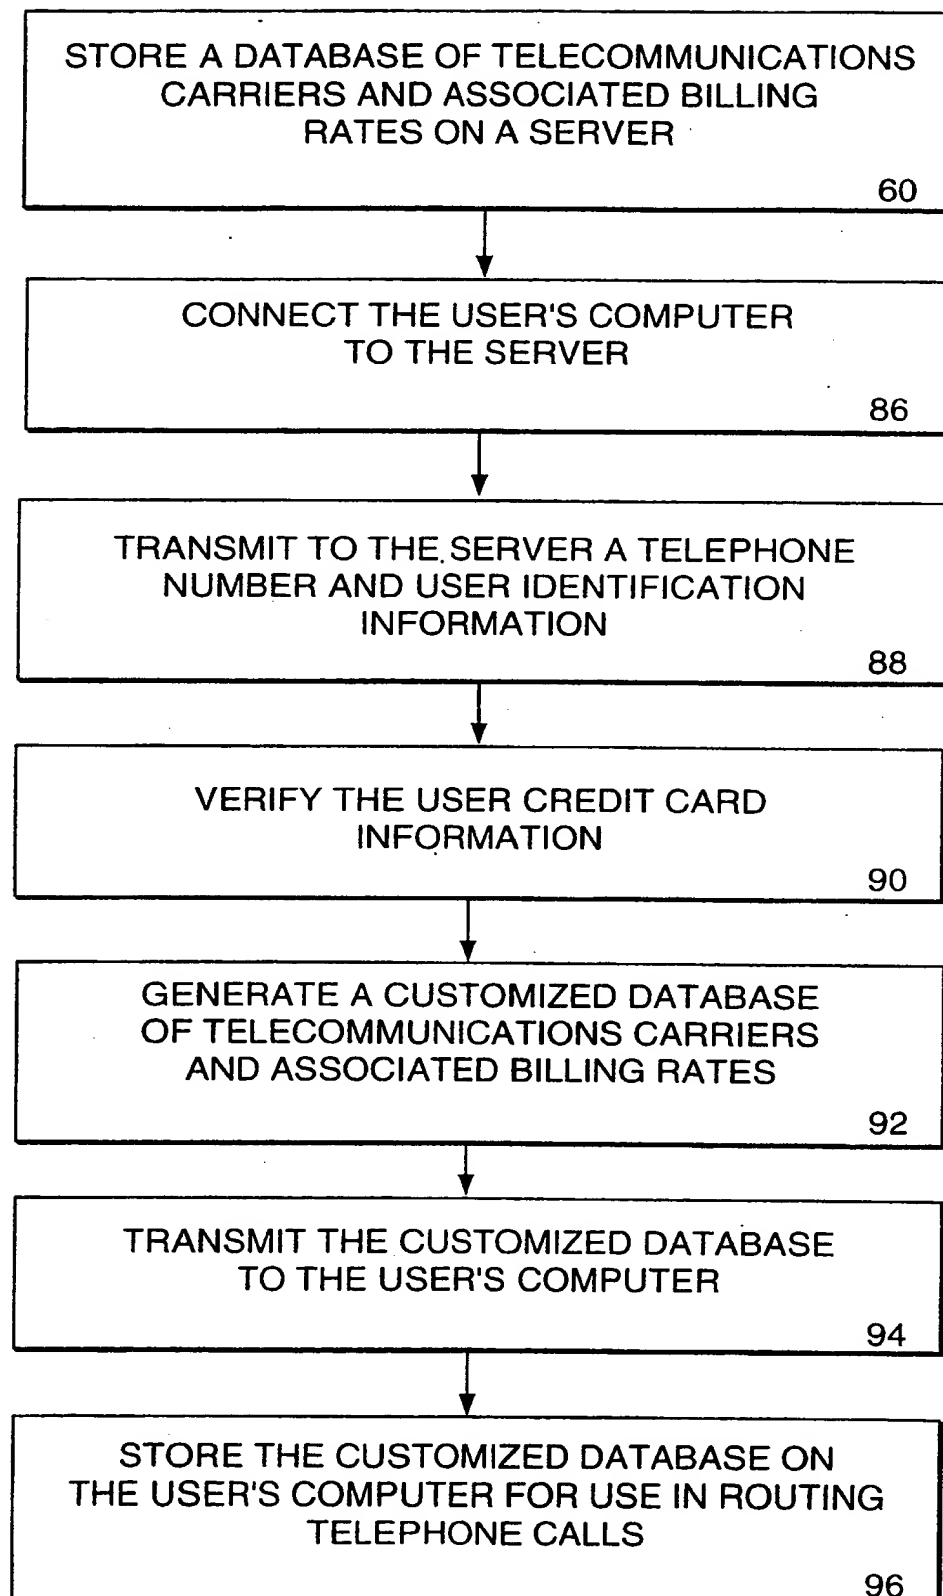 STORE A DATABASE OF TELECOMMUNICATIONS
CARRIERS AND ASSOCIATED BILLING
RATES ON A SERVER
60
CONNECT THE USER'S COMPUTER
TO THE SERVER
86
TRANSMIT TO THE SERVER A TELEPHONE
NUMBER AND USER IDENTIFICATION
INFORMATION
88
VERIFY THE USER CREDIT CARD
INFORMATION
90
GENERATE A CUSTOMIZED DATABASE
OF TELECOMMUNICATIONS CARRIERS
AND ASSOCIATED BILLING RATES
92
TRANSMIT THE CUSTOMIZED DATABASE
TO THE USER'S COMPUTER
94
STORE THE CUSTOMIZED DATABASE ON
THE USER'S COMPUTER FOR USE IN ROUTING
TELEPHONE CALLS
96